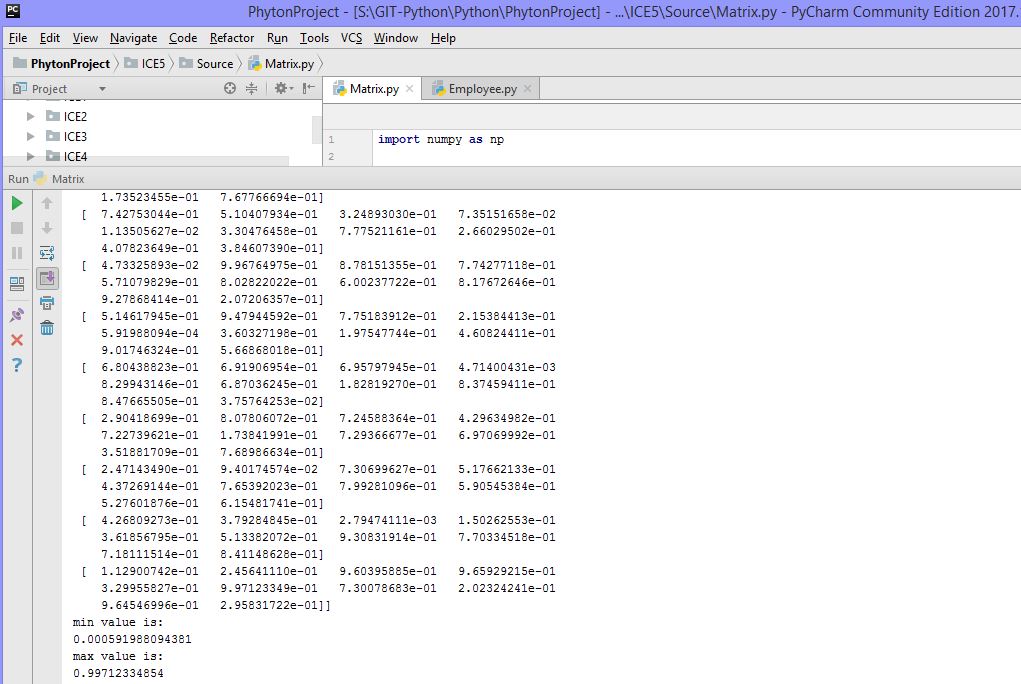 PC PhytonProject - [S:\GIT-Python\Python\PhytonProject] - ...\ICE5\Source\Matrix.py - PyCharm Community Edition 2017.
File Edit View Navigate Code Refactor Run Tools VCS Window Help
PhytonProject ICE5 Source Matrix.py
Project Matrix.py Employee.py
ICE2
ICE3
ICE4
1 import numpy as np
2
Run Matrix
1.73523455e-01 7.67766694e-01]
[ 7.42753044e-01 5.10407934e-01 3.24893030e-01 7.35151658e-02
1.13505627e-02 3.30476458e-01 7.77521161e-01 2.66029502e-01
4.07823649e-01 3.84607390e-01]
[ 4.73325893e-02 9.96764975e-01 8.78151355e-01 7.74277118e-01
5.71079829e-01 8.02822022e-01 6.00237722e-01 8.17672646e-01
9.27868414e-01 2.07206357e-01]
[ 5.14617945e-01 9.47944592e-01 7.75183912e-01 2.15384413e-01
5.91988094e-04 3.60327198e-01 1.97547744e-01 4.60824411e-01
9.01746324e-01 5.66868018e-01]
[ 6.80438823e-01 6.91906954e-01 6.95797945e-01 4.71400431e-03
8.29943146e-01 6.87036245e-01 1.82819270e-01 8.37459411e-01
8.47665505e-01 3.75764253e-02]
[ 2.90418699e-01 8.07806072e-01 7.24588364e-01 4.29634982e-01
7.22739621e-01 1.73841991e-01 7.29366677e-01 6.97069992e-01
3.51881709e-01 7.68986634e-01]
[ 2.47143490e-01 9.40174574e-02 7.30699627e-01 5.17662133e-01
4.37269144e-01 7.65392023e-01 7.99281096e-01 5.90545384e-01
5.27601876e-01 6.15481741e-01]
[ 4.26809273e-01 3.79284845e-01 2.79474111e-03 1.50262553e-01
3.61856795e-01 5.13382072e-01 9.30831914e-01 7.70334518e-01
7.18111514e-01 8.41148628e-01]
[ 1.12900742e-01 2.45641110e-01 9.60395885e-01 9.65929215e-01
3.29955827e-01 9.97123349e-01 7.30078683e-01 2.02324241e-01
9.64546996e-01 2.95831722e-01]]
min value is:
0.000591988094381
max value is:
0.99712334854